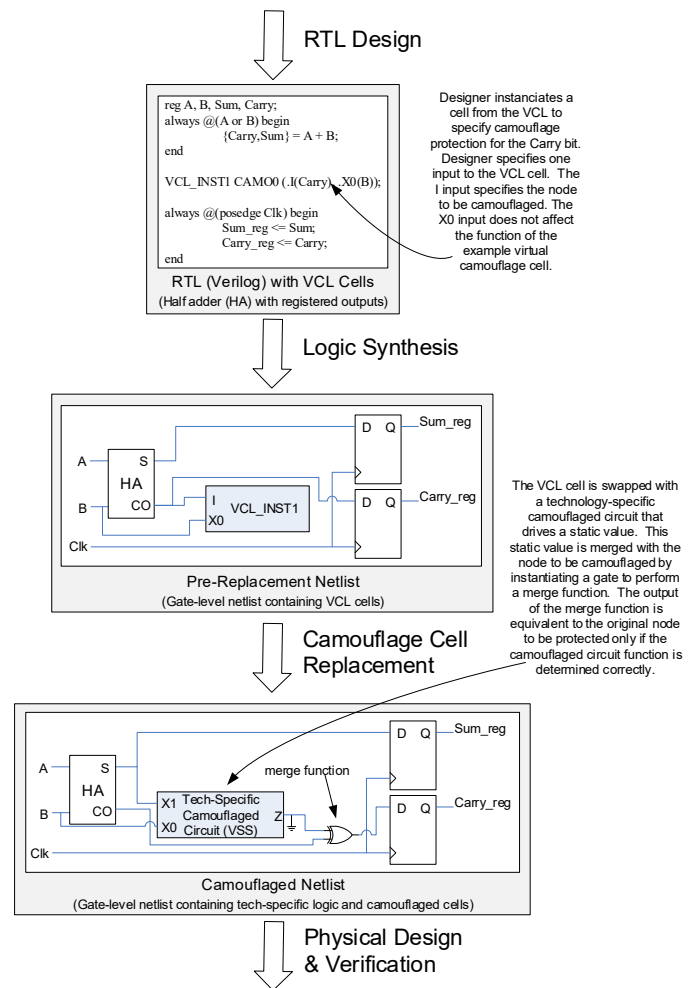 RTL Design
reg A, B, Sum, Carry;
always @(A or B) begin
{Carry,Sum} = A + B;
end
VCL_INST1 CAMO0 (.I(Carry), .X0(B));
always @(posedge Clk) begin
Sum_reg <= Sum;
Carry_reg <= Carry;
end
RTL (Verilog) with VCL Cells
(Half adder (HA) with registered outputs)
Designer instanciates a
cell from the VCL to
specify camouflage
protection for the Carry bit.
Designer specifies one
input to the VCL cell. The
I input specifies the node
to be camouflaged. The
X0 input does not affect
the function of the
example virtual
camouflage cell.
Logic Synthesis
A
B
Clk
S
HA
CO
I
X0
VCL_INST1
D Q
Sum_reg
D Q
Carry_reg
Pre-Replacement Netlist
(Gate-level netlist containing VCL cells)
The VCL cell is swapped with
a technology-specific
camouflaged circuit that
drives a static value. This
static value is merged with the
node to be camouflaged by
instantiating a gate to perform
a merge function. The output
of the merge function is
equivalent to the original node
to be protected only if the
camouflaged circuit function is
determined correctly.
Camouflage Cell
Replacement
A
B
Clk
S
HA
CO
X1
X0
Tech-Specific
Camouflaged
Circuit (VSS)
Z
merge function
D Q
Sum_reg
D Q
Carry_reg
Camouflaged Netlist
(Gate-level netlist containing tech-specific logic and camouflaged cells)
Physical Design
& Verification